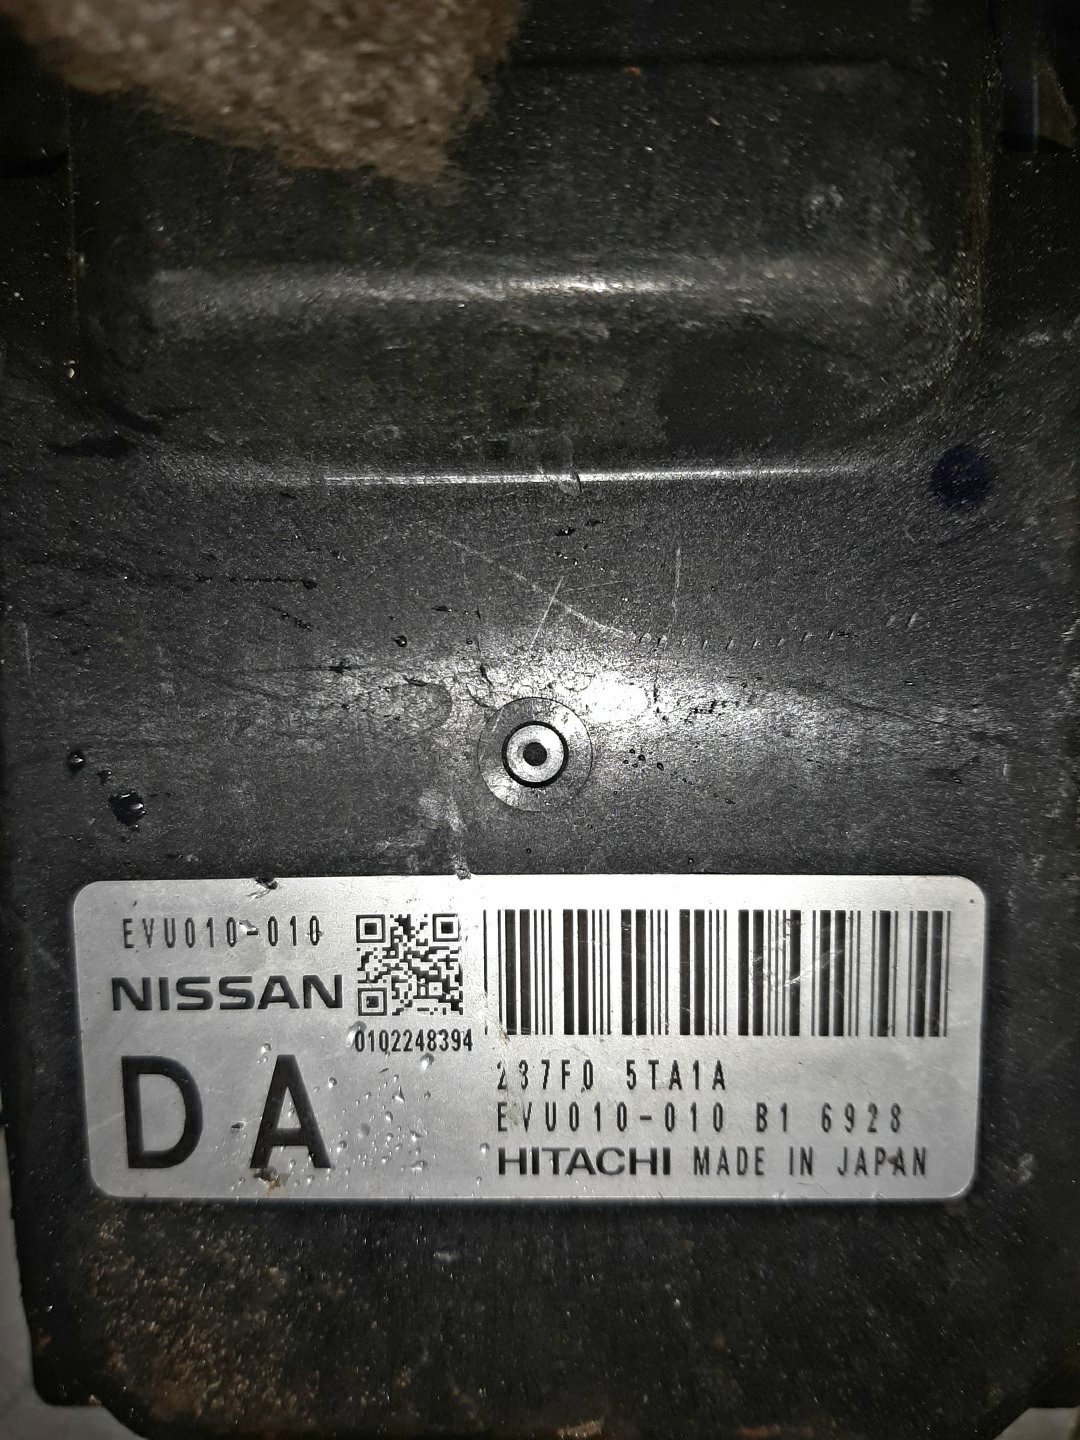 EVU010-010
NISSAN
0102248394
DA
237F0 5TA1A
EVU010-010 B1 6928
HITACHI MADE IN JAPAN